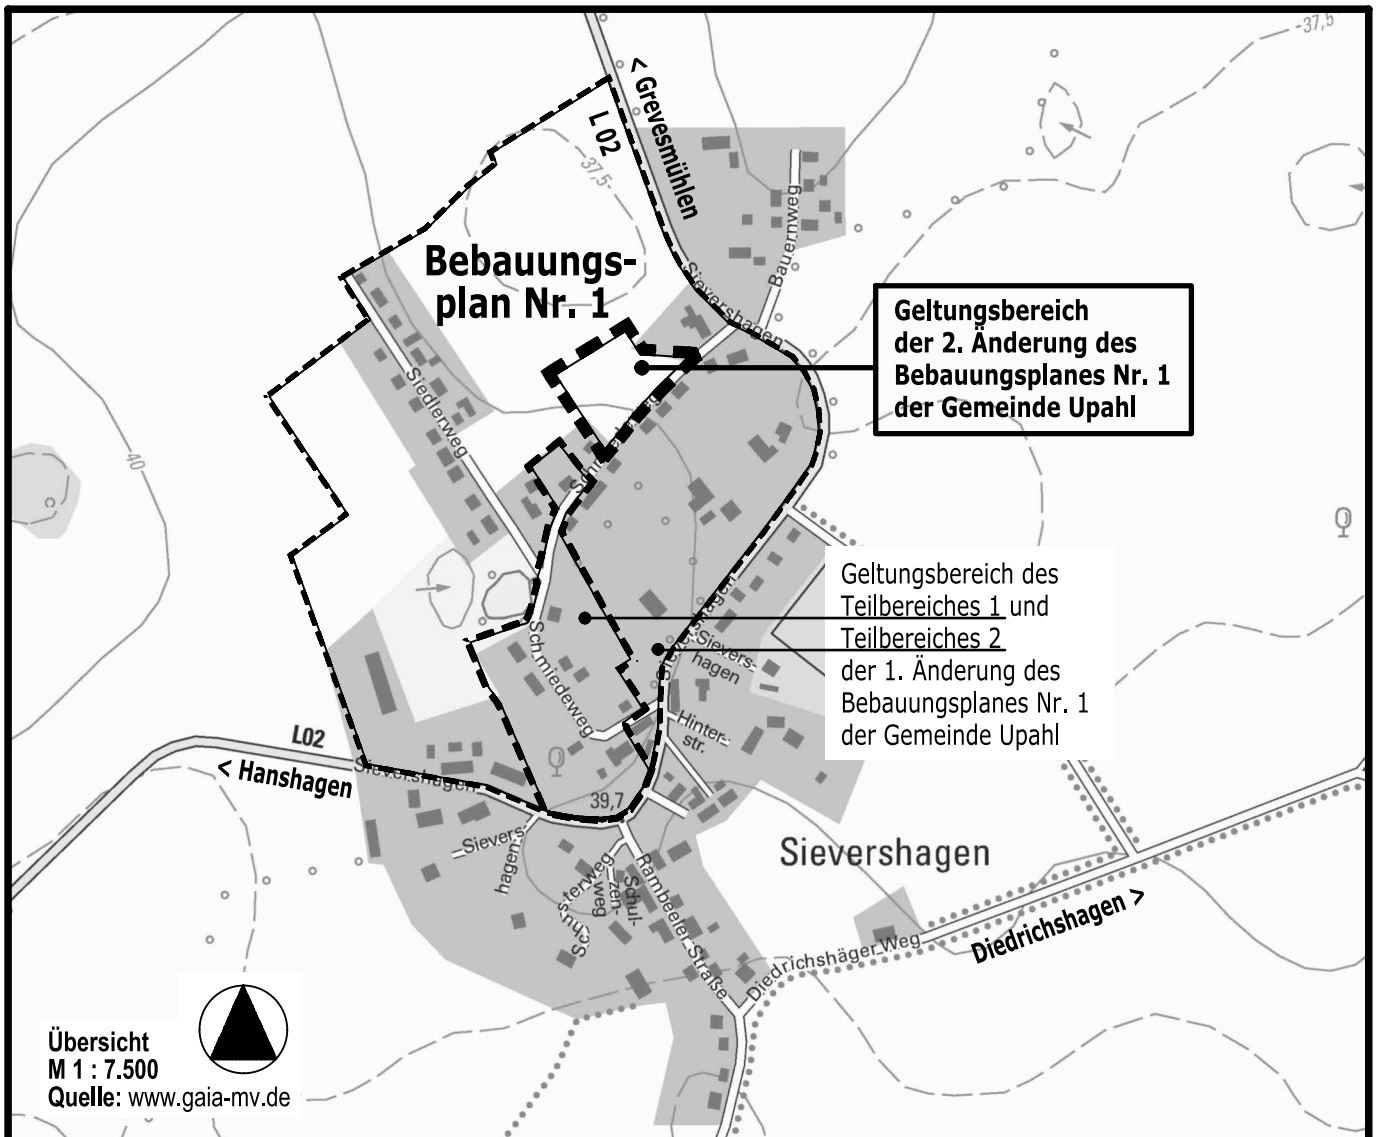 37,5
< Grevesmühlen
L 02
37,5
Bauernweg
Bebauungs-
plan Nr. 1
Sievershagen
Geltungsbereich
der 2. Änderung des
Bebauungsplanes Nr. 1
der Gemeinde Upahl
Siedlerweg
40
Geltungsbereich des
Teilbereiches 1 und
Teilbereiches 2
der 1. Änderung des
Bebauungsplanes Nr. 1
der Gemeinde Upahl
Sievershagen
Sievers-
hagen
Schmiedeweg
Hinter-
str.
L02
< Hanshagen
Sievershagen
39,7
Sievers-
hagen
Sievershagen
Schul-
zen-
weg
Rambeeler Straße
Diedrichshäger Weg
Diedrichshagen >
Übersicht
M 1 : 7.500
Quelle: www.gaia-mv.de